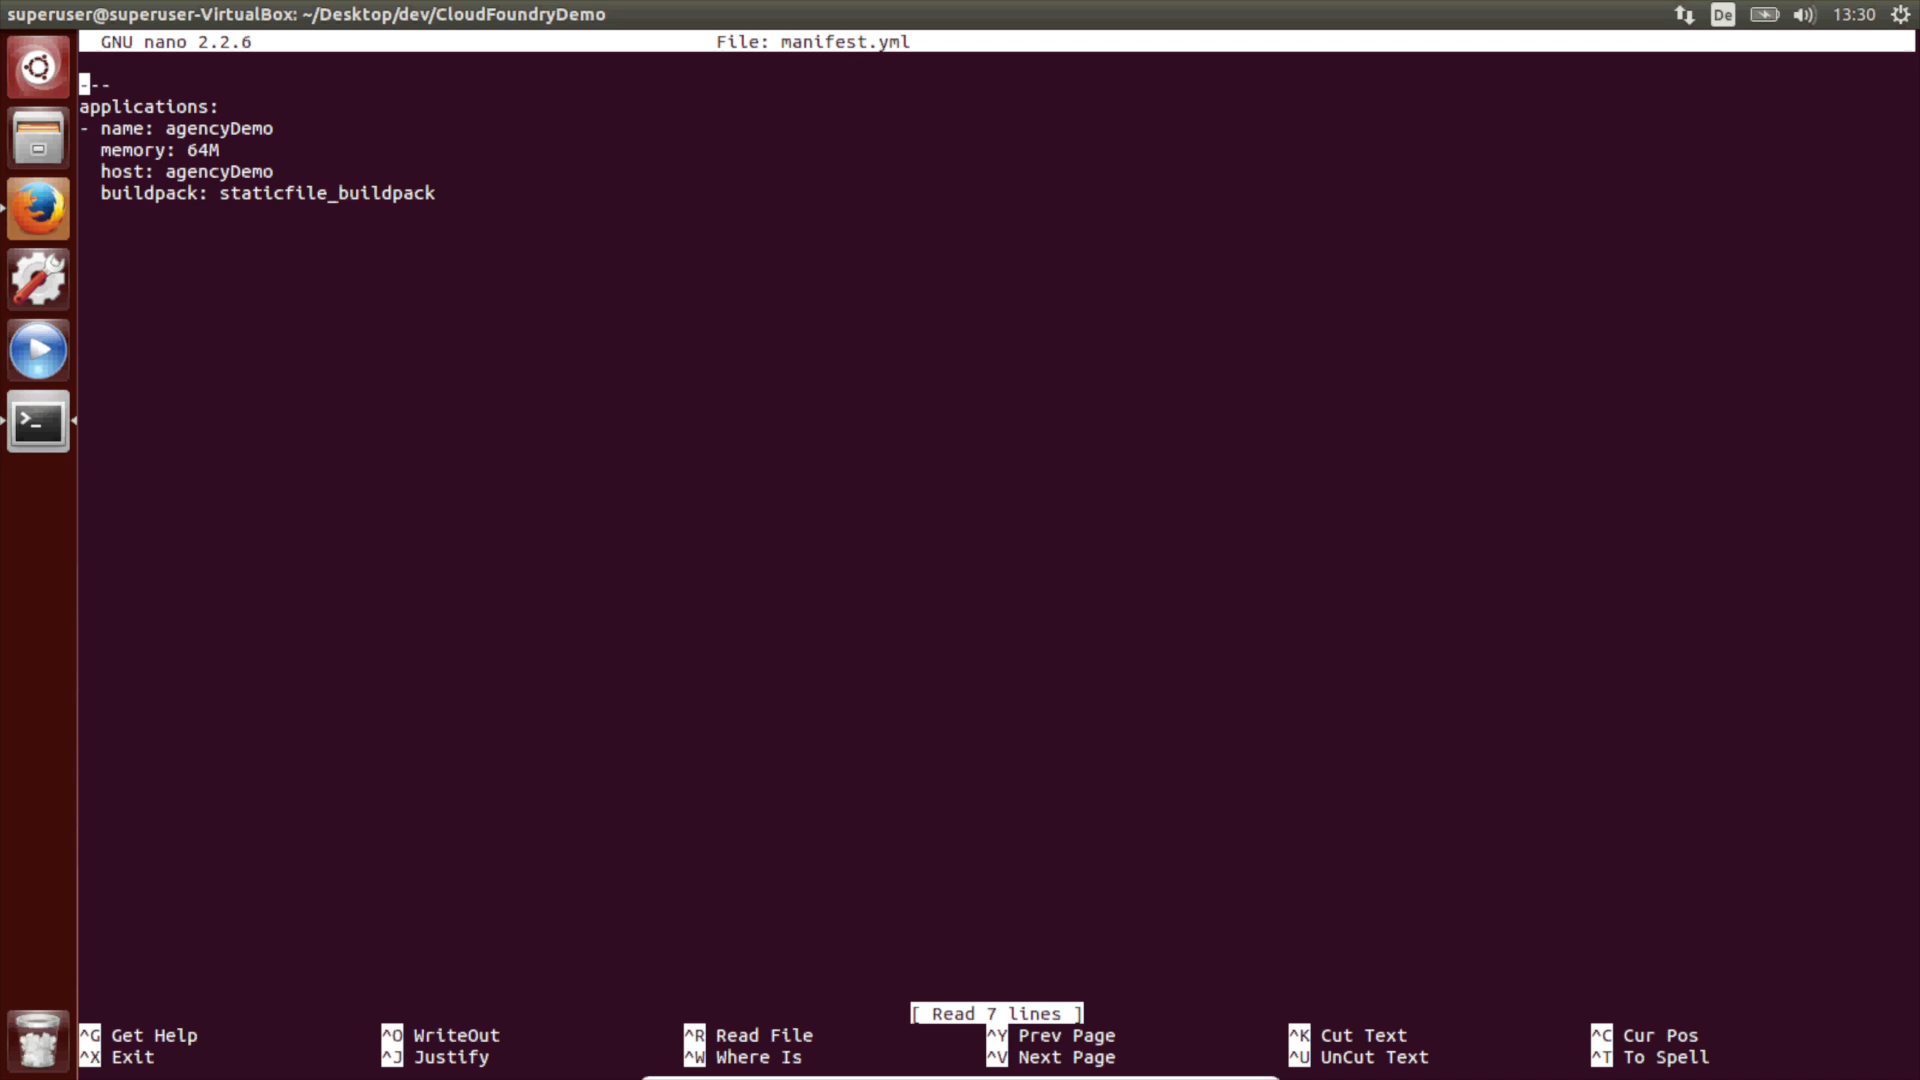 superuser@superuser-VirtualBox: ~/Desktop/dev/CloudFoundryDemo De 13:30
GNU nano 2.2.6 File: manifest.yml
---
applications:
- name: agencyDemo
  memory: 64M
  host: agencyDemo
  buildpack: staticfile_buildpack
[ Read 7 lines ]
^G Get Help ^O WriteOut ^R Read File ^Y Prev Page ^K Cut Text ^C Cur Pos
^X Exit ^J Justify ^W Where Is ^V Next Page ^U UnCut Text ^T To Spell